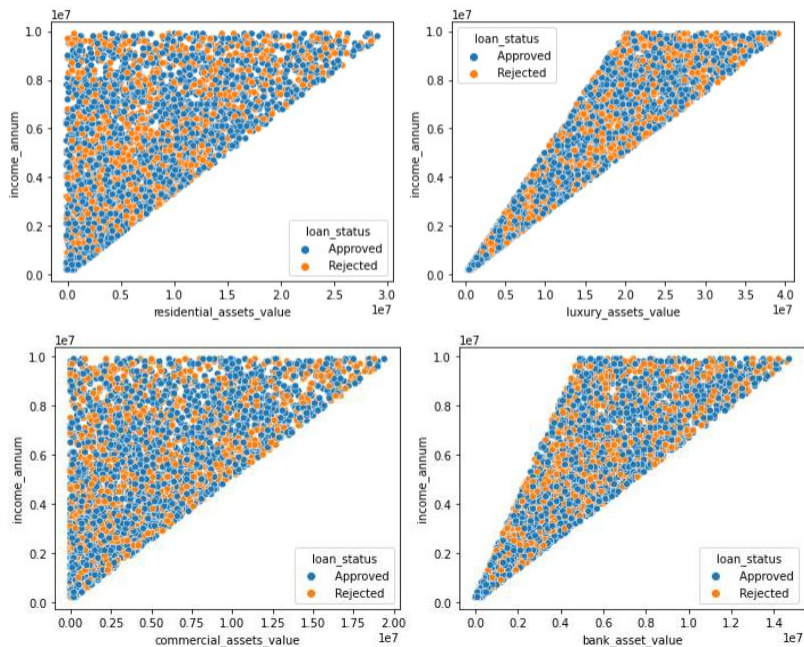 1e7
1.0
0.8
0.6
0.4
0.2
0.0
income_annum
loan_status
Approved
Rejected
0.0 0.5 1.0 1.5 2.0 2.5 3.0
1e7
residential_assets_value
1e7
1.0
0.8
0.6
0.4
0.2
0.0
income_annum
loan_status
Approved
Rejected
0.0 0.5 1.0 1.5 2.0 2.5 3.0 3.5 4.0
1e7
luxury_assets_value
1e7
1.0
0.8
0.6
0.4
0.2
0.0
income_annum
loan_status
Approved
Rejected
0.00 0.25 0.50 0.75 1.00 1.25 1.50 1.75 2.00
1e7
commercial_assets_value
1e7
1.0
0.8
0.6
0.4
0.2
0.0
income_annum
loan_status
Approved
Rejected
0.0 0.2 0.4 0.6 0.8 1.0 1.2 1.4
1e7
bank_asset_value